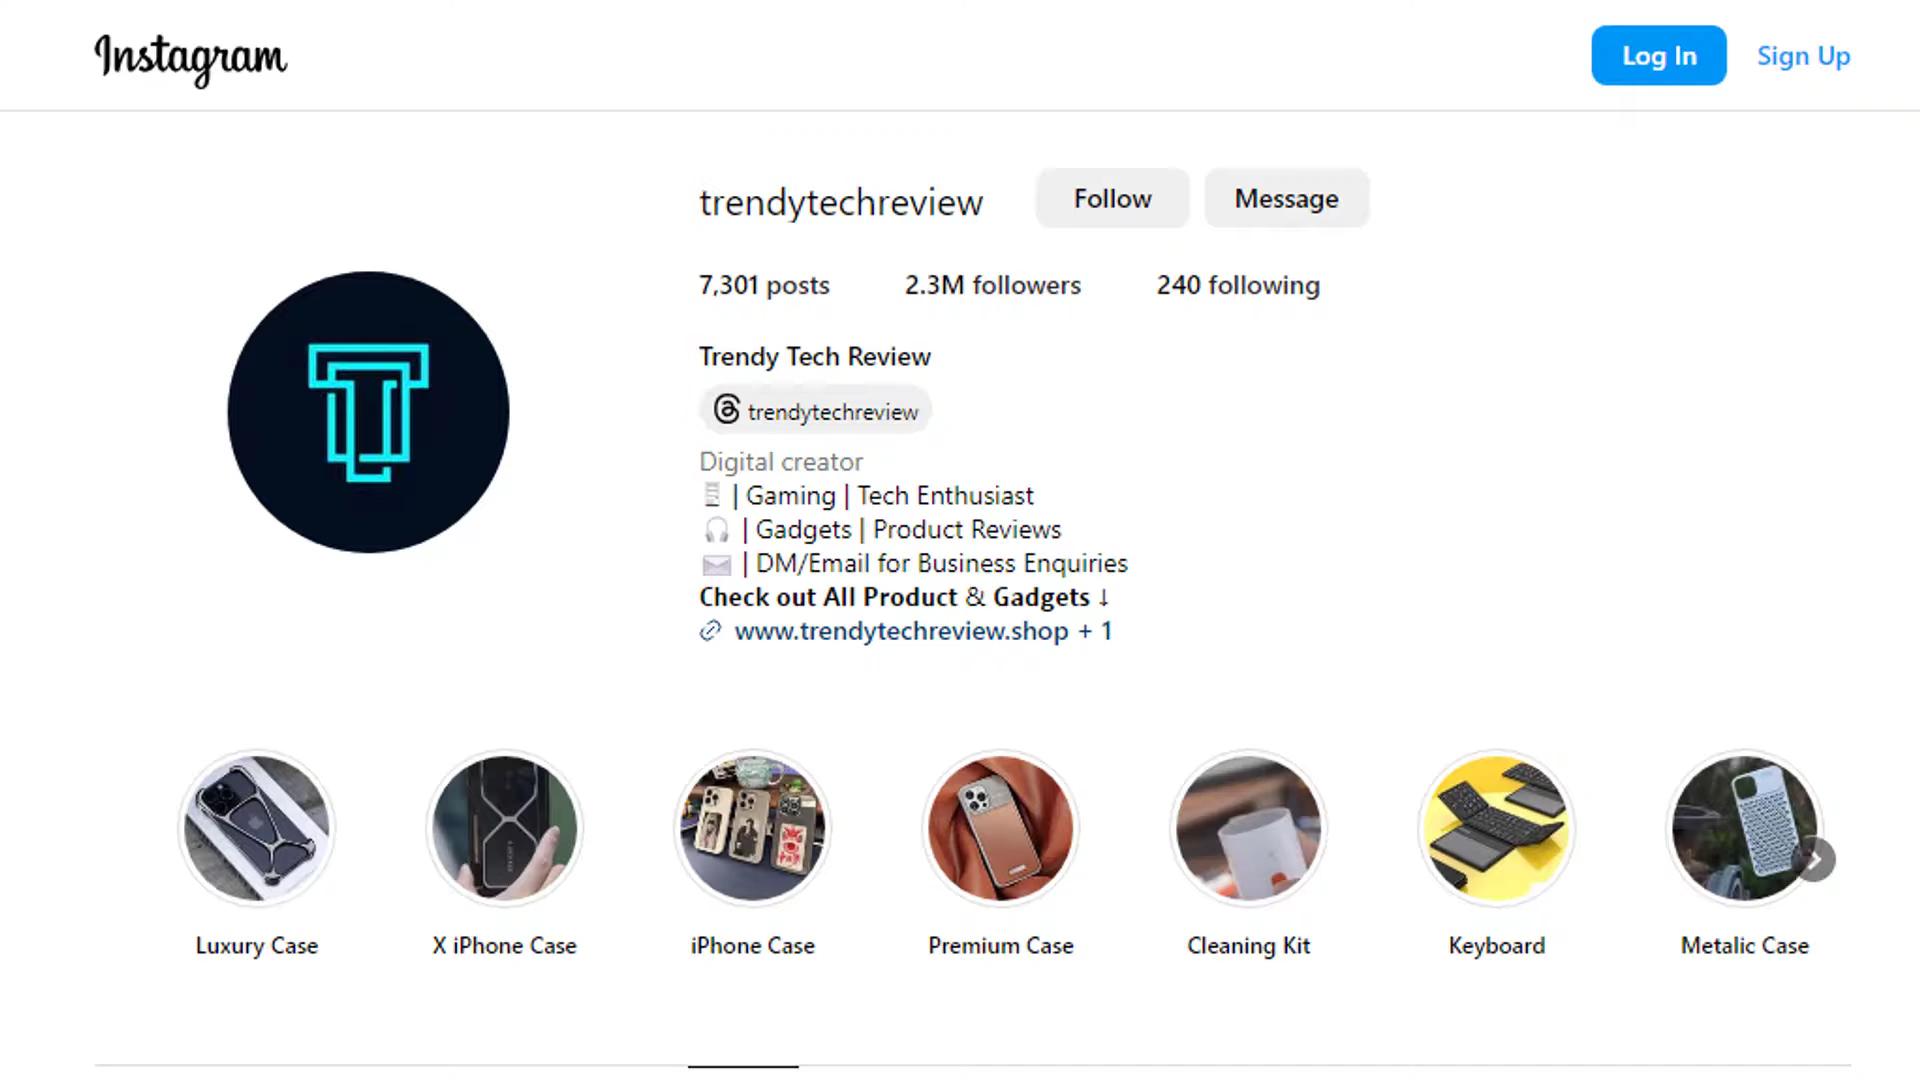 Instagram
Log In
Sign Up
trendytechreview
Follow
Message
7,301 posts
2.3M followers
240 following
Trendy Tech Review
trendytechreview
Digital creator
| Gaming | Tech Enthusiast
| Gadgets | Product Reviews
| DM/Email for Business Enquiries
Check out All Product & Gadgets ↓
www.trendytechreview.shop + 1
Luxury Case
X iPhone Case
iPhone Case
Premium Case
Cleaning Kit
Keyboard
Metalic Case